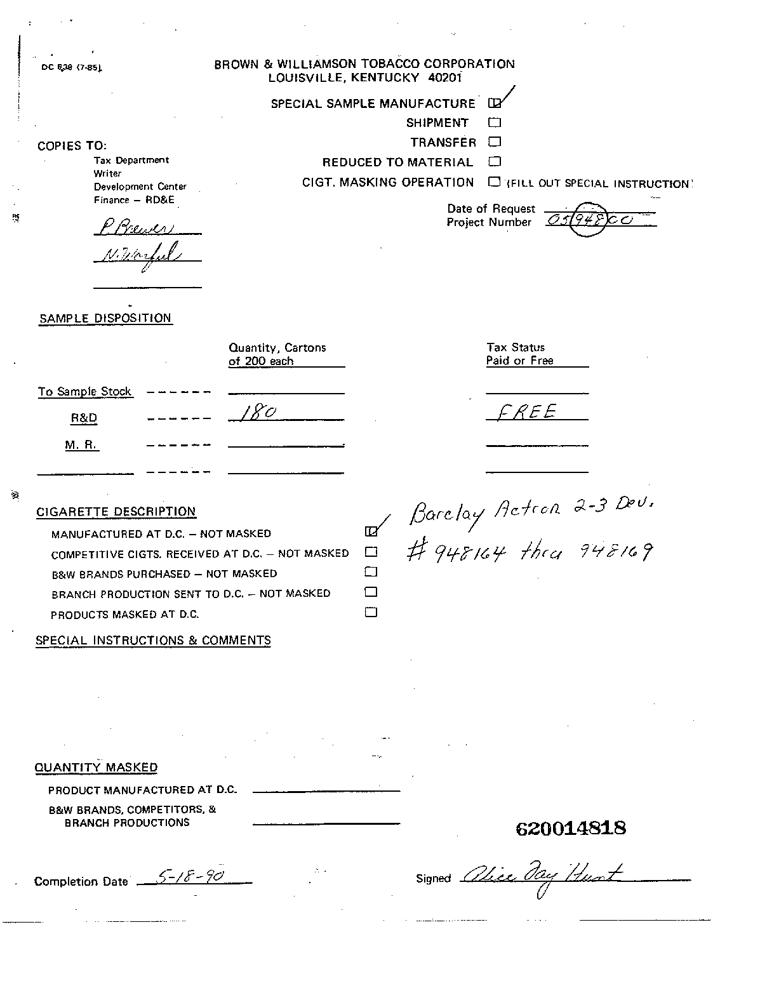 DC 838 (7-85)
BROWN & WILLIAMSON TOBACCO CORPORATION
LOUISVILLE, KENTUCKY 40201
SPECIAL SAMPLE MANUFACTURE
SHIPMENT
TRANSFER
REDUCED TO MATERIAL
CIGT. MASKING OPERATION (FILL OUT SPECIAL INSTRUCTION
COPIES TO:
Tax Department
Writer
Development Center
Finance – RD&E
P. Brewer
Date of Request
Project Number 0594800
SAMPLE DISPOSITION
Quantity, Cartons
of 200 each
Tax Status
Paid or Free
To Sample Stock ------
R&D ------ 180 FREE
M. R. ------
------
CIGARETTE DESCRIPTION
MANUFACTURED AT D.C. – NOT MASKED
COMPETITIVE CIGTS. RECEIVED AT D.C. – NOT MASKED
B&W BRANDS PURCHASED – NOT MASKED
BRANCH PRODUCTION SENT TO D.C. – NOT MASKED
PRODUCTS MASKED AT D.C.
Barclay Actron 2-3 Dev.
# 948164 thru 948169
SPECIAL INSTRUCTIONS & COMMENTS
QUANTITY MASKED
PRODUCT MANUFACTURED AT D.C.
B&W BRANDS, COMPETITORS, &
BRANCH PRODUCTIONS
620014818
Completion Date 5-18-90
Signed Alice Fay Hunt